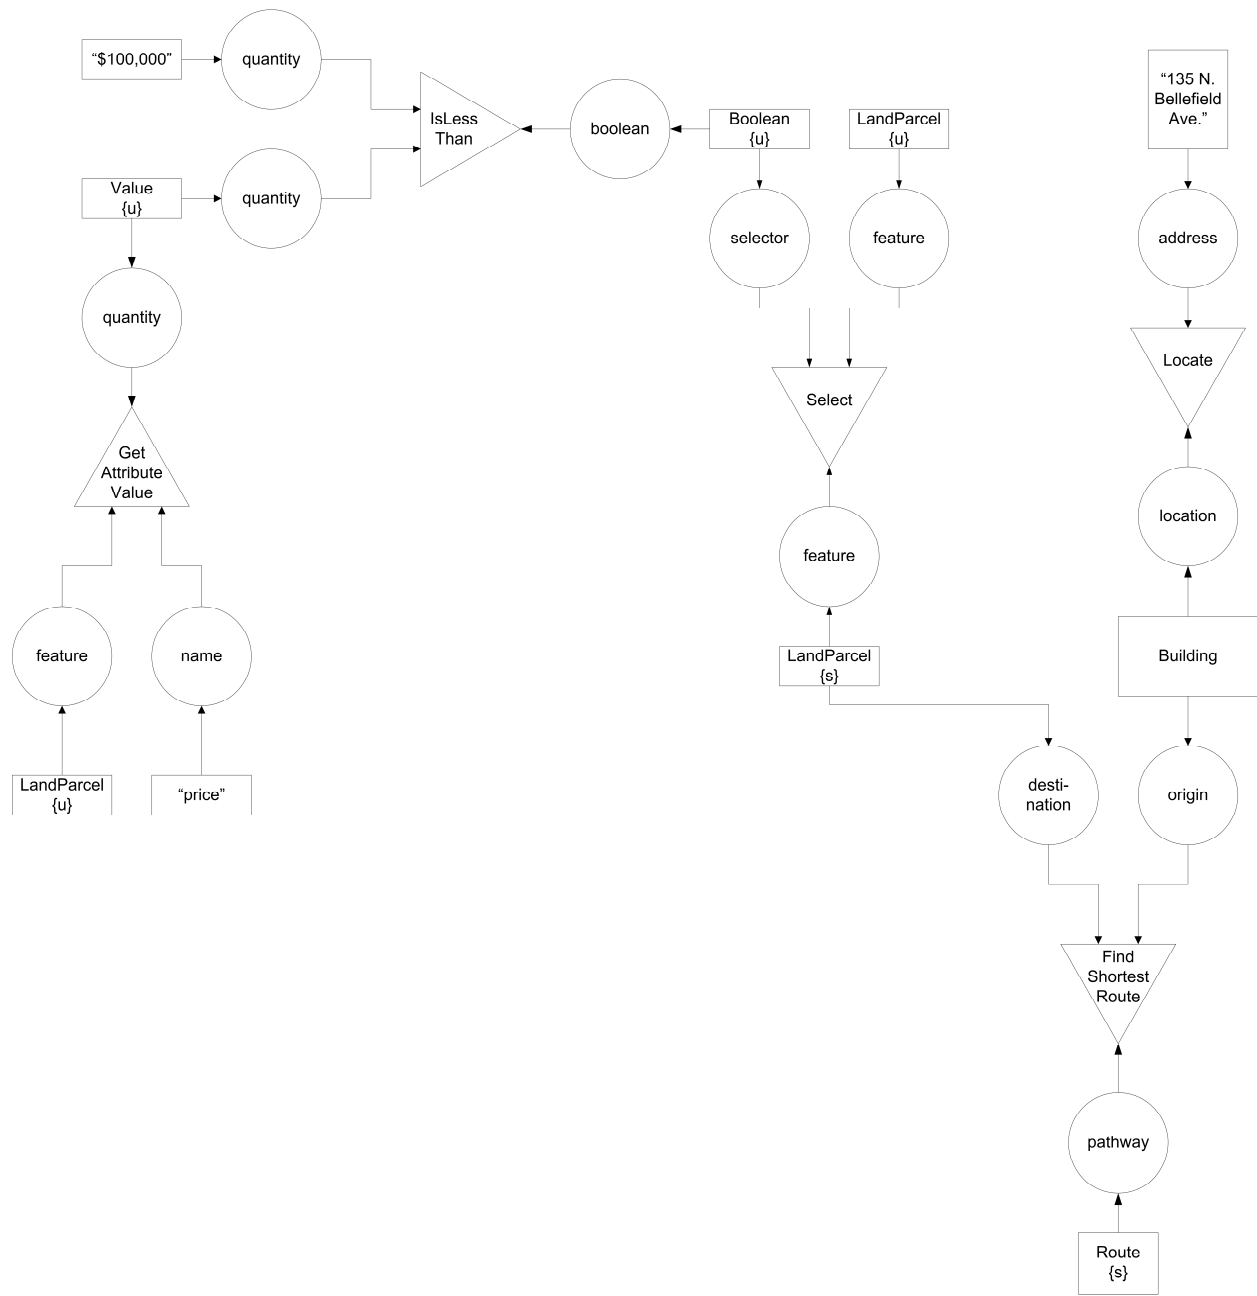 “$100,000”
quantity
IsLess
Than
boolean
Boolean
{u}
LandParcel
{u}
“135 N.
Bellefield
Ave.”
Value
{u}
quantity
selector
feature
address
quantity
Locate
Select
Get
Attribute
Value
location
feature
feature
name
LandParcel
{s}
Building
LandParcel
{u}
“price”
desti-
nation
origin
Find
Shortest
Route
pathway
Route
{s}